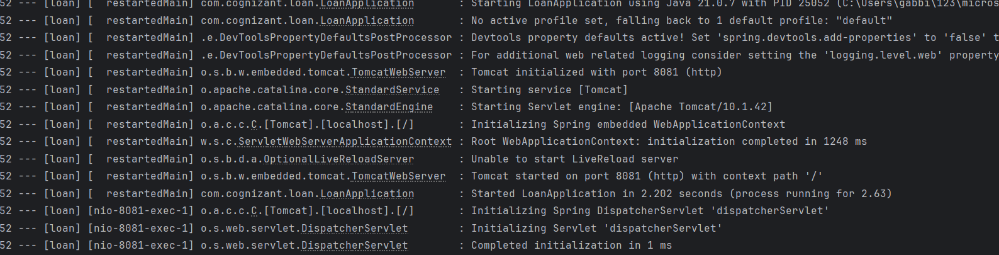 52 --- [loan] [  restartedMain] com.cognizant.loan.LoanApplication       : Starting LoanApplication using Java 21.0.7 with PID 25052 (C:\Users\gabbi\123\micros
52 --- [loan] [  restartedMain] com.cognizant.loan.LoanApplication       : No active profile set, falling back to 1 default profile: "default"
52 --- [loan] [  restartedMain] .e.DevToolsPropertyDefaultsPostProcessor : Devtools property defaults active! Set 'spring.devtools.add-properties' to 'false' t
52 --- [loan] [  restartedMain] .e.DevToolsPropertyDefaultsPostProcessor : For additional web related logging consider setting the 'logging.level.web' property
52 --- [loan] [  restartedMain] o.s.b.w.embedded.tomcat.TomcatWebServer  : Tomcat initialized with port 8081 (http)
52 --- [loan] [  restartedMain] o.apache.catalina.core.StandardService   : Starting service [Tomcat]
52 --- [loan] [  restartedMain] o.apache.catalina.core.StandardEngine    : Starting Servlet engine: [Apache Tomcat/10.1.42]
52 --- [loan] [  restartedMain] o.a.c.c.C.[Tomcat].[localhost].[/]       : Initializing Spring embedded WebApplicationContext
52 --- [loan] [  restartedMain] w.s.c.ServletWebServerApplicationContext : Root WebApplicationContext: initialization completed in 1248 ms
52 --- [loan] [  restartedMain] o.s.b.d.a.OptionalLiveReloadServer       : Unable to start LiveReload server
52 --- [loan] [  restartedMain] o.s.b.w.embedded.tomcat.TomcatWebServer  : Tomcat started on port 8081 (http) with context path '/'
52 --- [loan] [  restartedMain] com.cognizant.loan.LoanApplication       : Started LoanApplication in 2.202 seconds (process running for 2.63)
52 --- [loan] [nio-8081-exec-1] o.a.c.c.C.[Tomcat].[localhost].[/]       : Initializing Spring DispatcherServlet 'dispatcherServlet'
52 --- [loan] [nio-8081-exec-1] o.s.web.servlet.DispatcherServlet        : Initializing Servlet 'dispatcherServlet'
52 --- [loan] [nio-8081-exec-1] o.s.web.servlet.DispatcherServlet        : Completed initialization in 1 ms